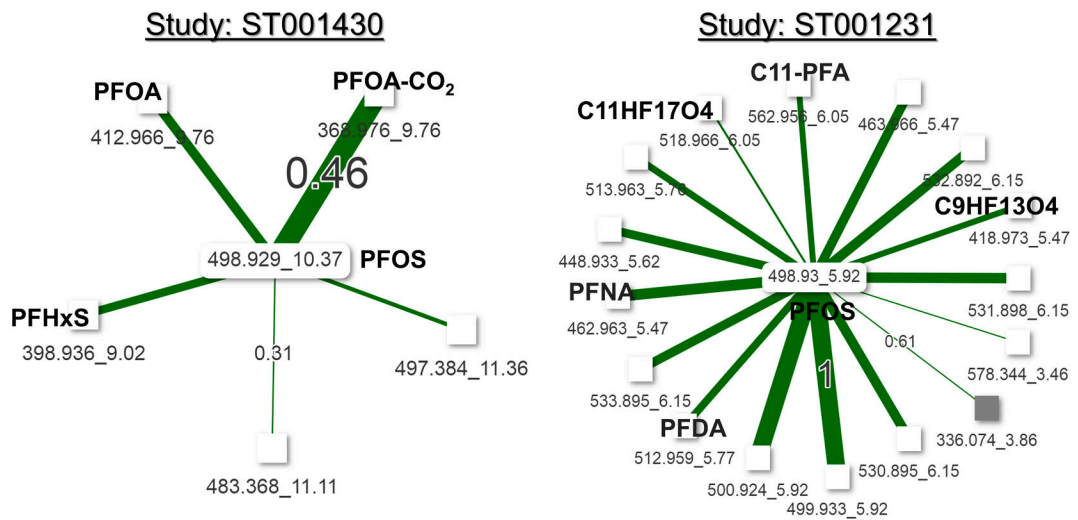 Study: ST001430
PFOA
PFOA-CO₂
412.966_9.76
368.976_9.76
0.46
498.929_10.37
PFOS
PFHxS
398.936_9.02
0.31
497.384_11.36
483.368_11.11
Study: ST001231
C11-PFA
562.956_6.05
463.966_5.47
C11HF17O4
518.966_6.05
532.892_6.15
513.963_5.76
C9HF13O4
418.973_5.47
448.933_5.62
498.93_5.92
PFOS
PFNA
462.963_5.47
531.898_6.15
0.61
578.344_3.46
1
533.895_6.15
336.074_3.86
PFDA
512.959_5.77
530.895_6.15
500.924_5.92
499.933_5.92